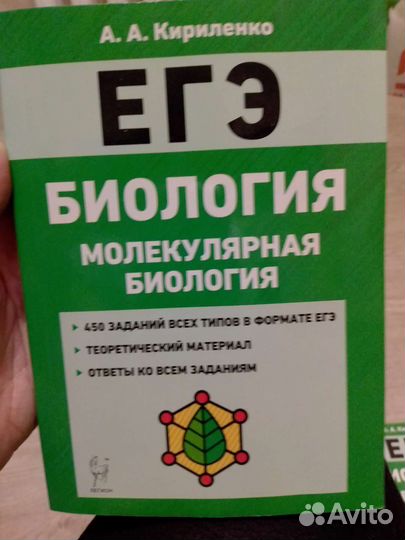 А. А. Кириленко
ЕГЭ
БИОЛОГИЯ
МОЛЕКУЛЯРНАЯ
БИОЛОГИЯ
450 ЗАДАНИЙ ВСЕХ ТИПОВ В ФОРМАТЕ ЕГЭ
ТЕОРЕТИЧЕСКИЙ МАТЕРИАЛ
ОТВЕТЫ КО ВСЕМ ЗАДАНИЯМ
ЛЕГИОН
Avito